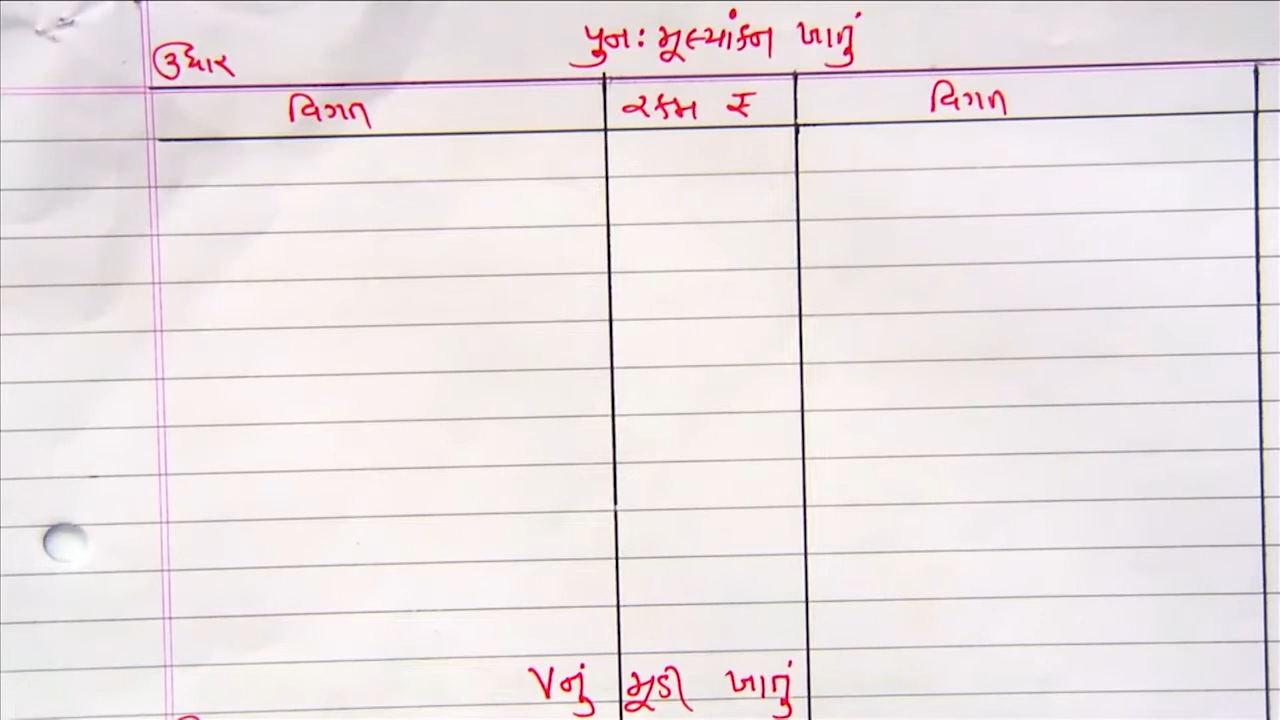 પુનઃ મૂલ્યાંકન ખાતું
ઉધાર
વિગત રકમ ₹ વિગત
Vનું મૂડી ખાતું